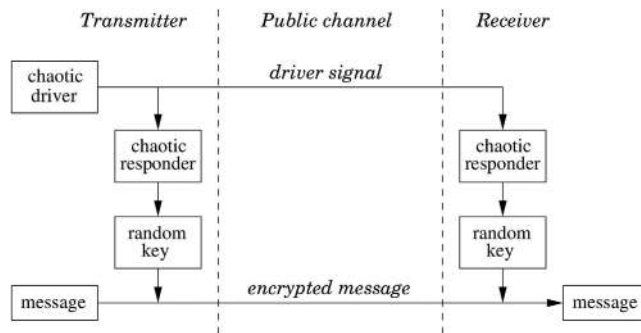 Transmitter
Public channel
Receiver
chaotic
driver
driver signal
chaotic
responder
chaotic
responder
random
key
random
key
message
encrypted message
message